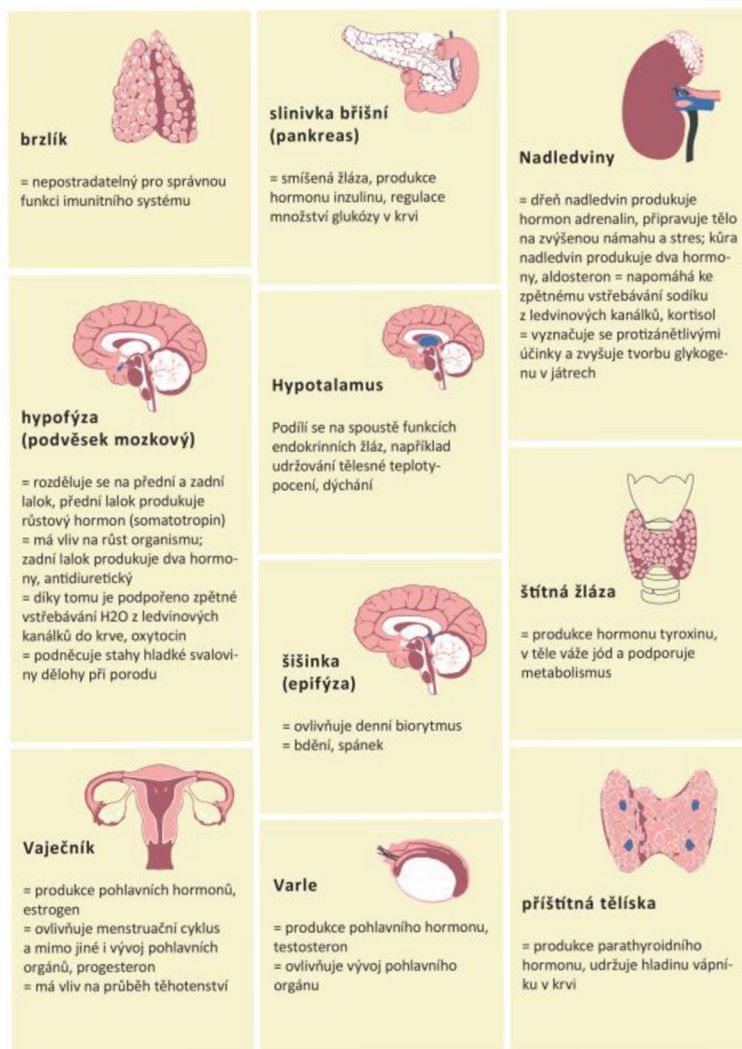 brzlík
= nepostradatelný pro správnou
funkci imunitního systému
slinivka břišní
(pankreas)
= smíšená žláza, produkce
hormonu inzulinu, regulace
množství glukózy v krvi
Nadledviny
= dřeň nadledvin produkuje
hormon adrenalin, připravuje tělo
na zvýšenou námahu a stres; kůra
nadledvin produkuje dva hormo-
ny, aldosteron = napomáhá ke
zpětnému vstřebávání sodíku
z ledvinových kanálků, kortisol
= vyznačuje se protizánětlivými
účinky a zvyšuje tvorbu glykoge-
nu v játrech
hypofýza
(podvěsek mozkový)
= rozděluje se na přední a zadní
lalok, přední lalok produkuje
růstový hormon (somatotropin)
= má vliv na růst organismu;
zadní lalok produkuje dva hormo-
ny, antidiuretický
= díky tomu je podpořeno zpětné
vstřebávání H2O z ledvinových
kanálků do krve, oxytocin
= podněcuje stahy hladké svalovi-
ny dělohy při porodu
Hypotalamus
Podílí se na spoustě funkcích
endokrinních žláz, například
udržování tělesné teploty-
pocení, dýchání
štítná žláza
= produkce hormonu tyroxinu,
v těle váže jód a podporuje
metabolismus
šišinka
(epifýza)
= ovlivňuje denní biorytmus
= bdění, spánek
Vaječník
= produkce pohlavních hormonů,
estrogen
= ovlivňuje menstruační cyklus
a mimo jiné i vývoj pohlavních
orgánů, progesteron
= má vliv na průběh těhotenství
Varle
= produkce pohlavního hormonu,
testosteron
= ovlivňuje vývoj pohlavního
orgánu
příštítná tělíska
= produkce parathyroidního
hormonu, udržuje hladinu vápní-
ku v krvi